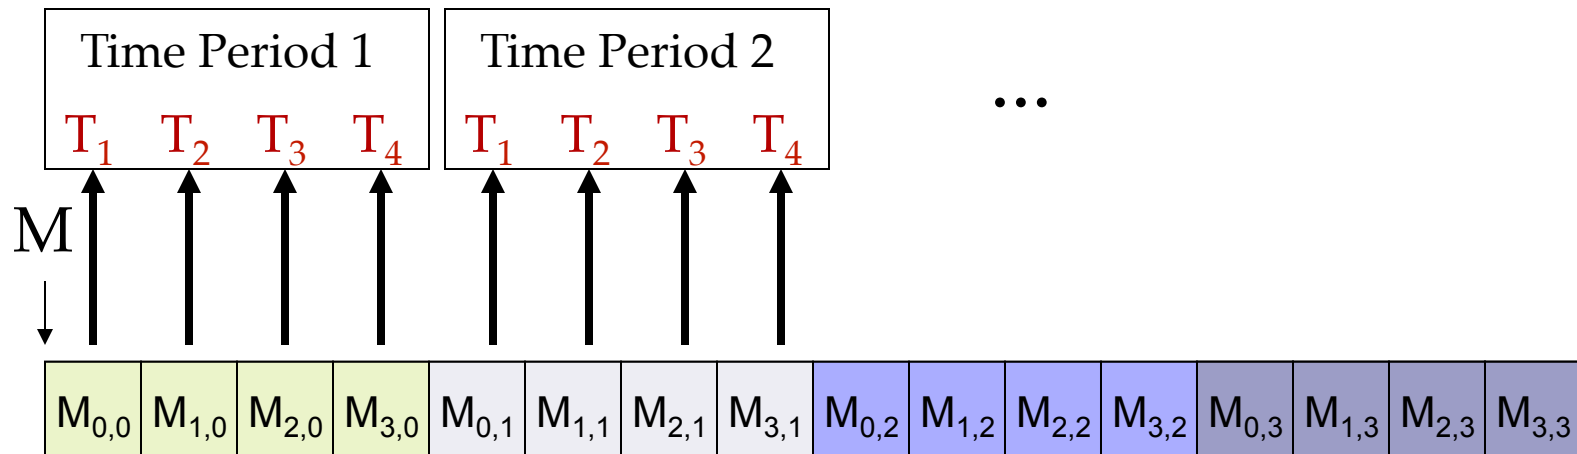 Time Period 1 Time Period 2
...
T1 T2 T3 T4 T1 T2 T3 T4
M
M0,0 M1,0 M2,0 M3,0 M0,1 M1,1 M2,1 M3,1 M0,2 M1,2 M2,2 M3,2 M0,3 M1,3 M2,3 M3,3